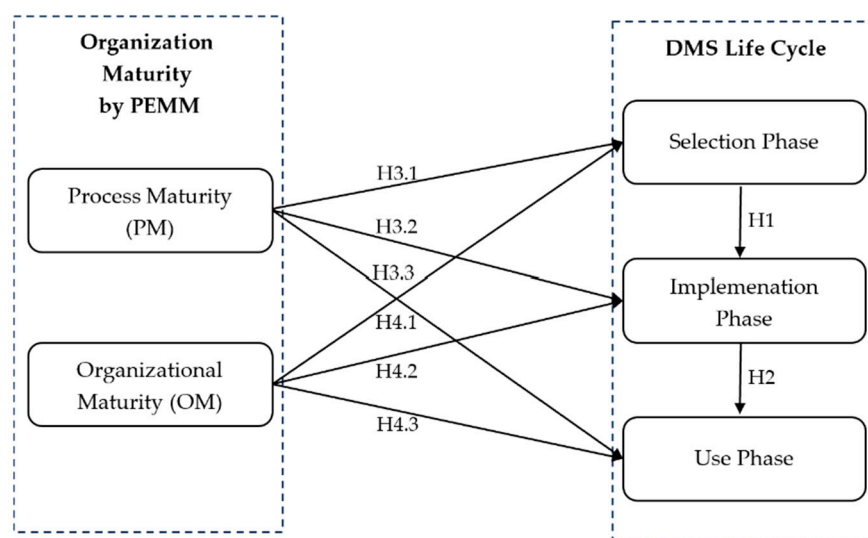 Organization
Maturity
by PEMM
Process Maturity
(PM)
Organizational
Maturity (OM)
H3.1
H3.2
H3.3
H4.1
H4.2
H4.3
DMS Life Cycle
Selection Phase
H1
Implemenation
Phase
H2
Use Phase